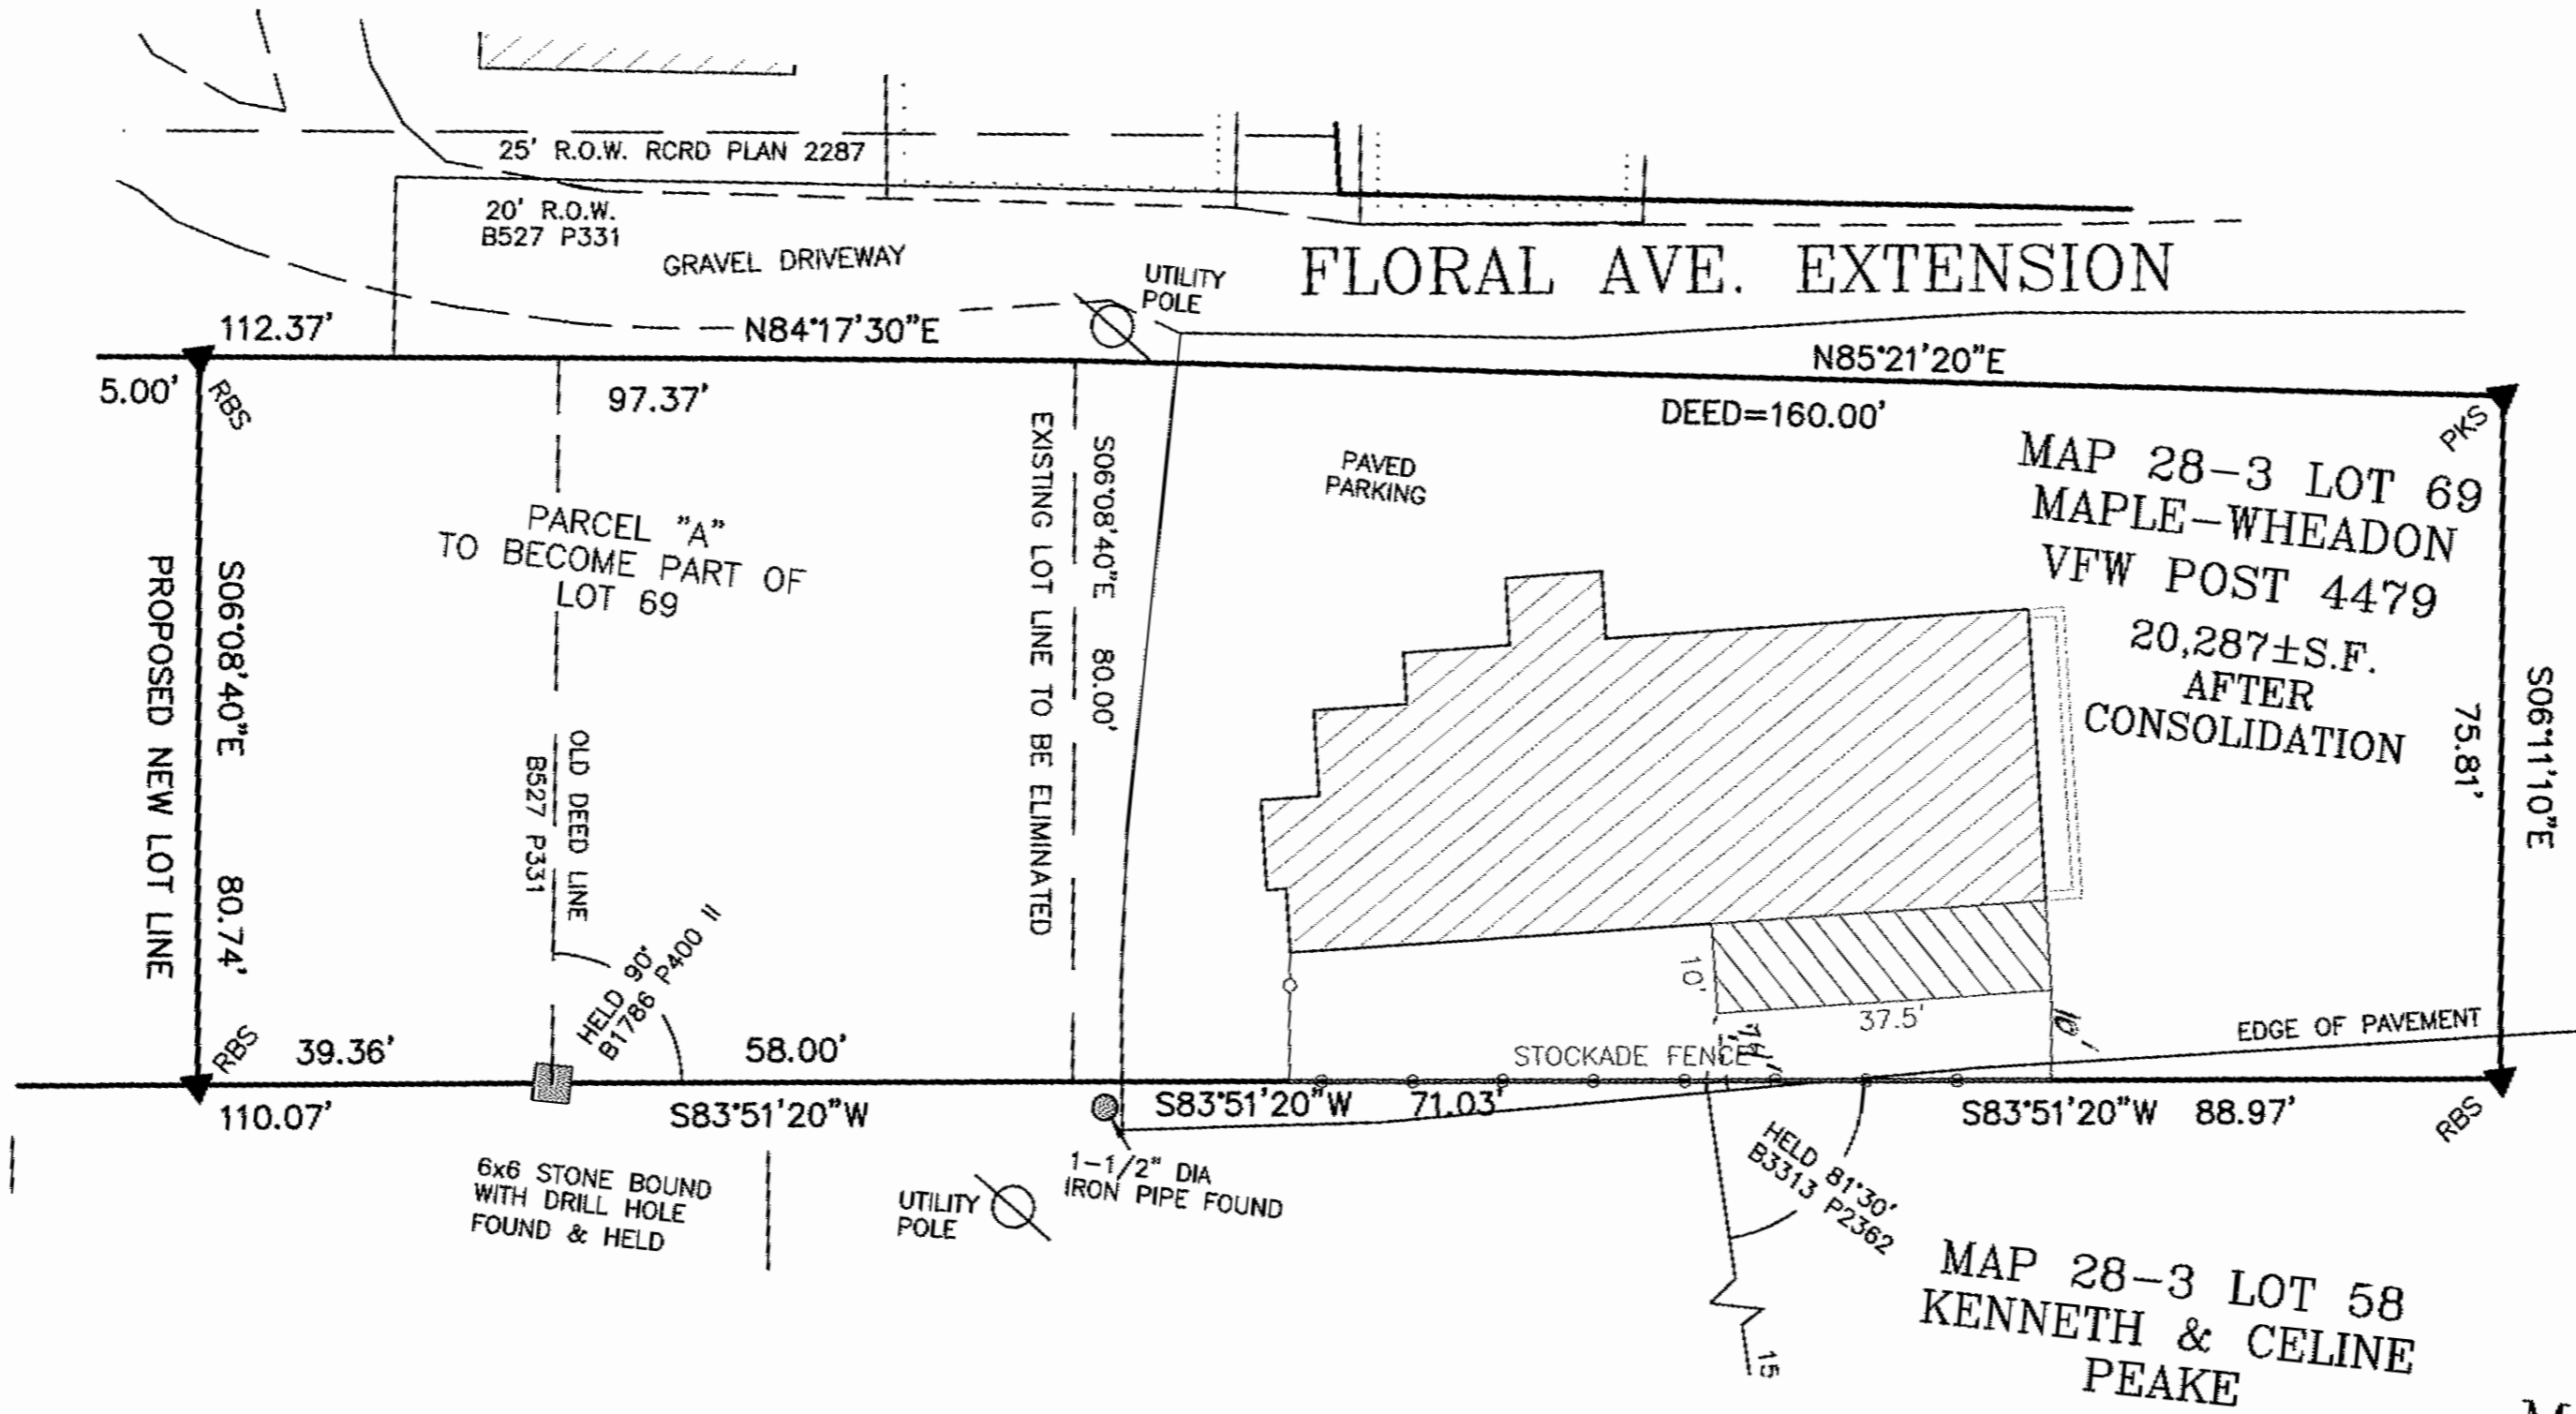 25' R.O.W. RCRD PLAN 2287
20' R.O.W.
B527 P331
GRAVEL DRIVEWAY
UTILITY
POLE
FLORAL AVE. EXTENSION
112.37'
N84°17'30"E
N85°21'20"E
5.00'
RBS
97.37'
DEED=160.00'
PKS
PAVED
PARKING
MAP 28-3 LOT 69
MAPLE-WHEADON
VFW POST 4479
20,287±S.F.
AFTER
CONSOLIDATION
PARCEL "A"
TO BECOME PART OF
LOT 69
PROPOSED NEW LOT LINE
S06°08'40"E 80.74'
B527 P331
OLD DEED LINE
EXISTING LOT LINE TO BE ELIMINATED
S06°08'40"E 80.00'
75.81'
S06°11'10"E
HELD 90°
B1786 P400 II
10'
37.5'
10'
EDGE OF PAVEMENT
STOCKADE FENCE
RBS
39.36'
58.00'
110.07'
S83°51'20"W
S83°51'20"W 71.03'
S83°51'20"W 88.97'
RBS
6x6 STONE BOUND
WITH DRILL HOLE
FOUND & HELD
UTILITY
POLE
1-1/2" DIA
IRON PIPE FOUND
HELD 81°30'
B3313 P2362
15
MAP 28-3 LOT 58
KENNETH & CELINE
PEAKE